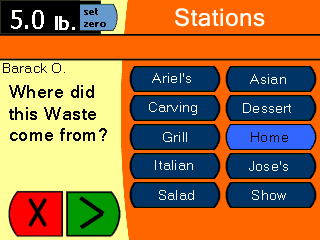 5.0 lb.
set
zero
Stations
Barack O.
Where did
this Waste
come from?
Ariel's
Asian
Carving
Dessert
Grill
Home
Italian
Jose's
Salad
Show
X
>